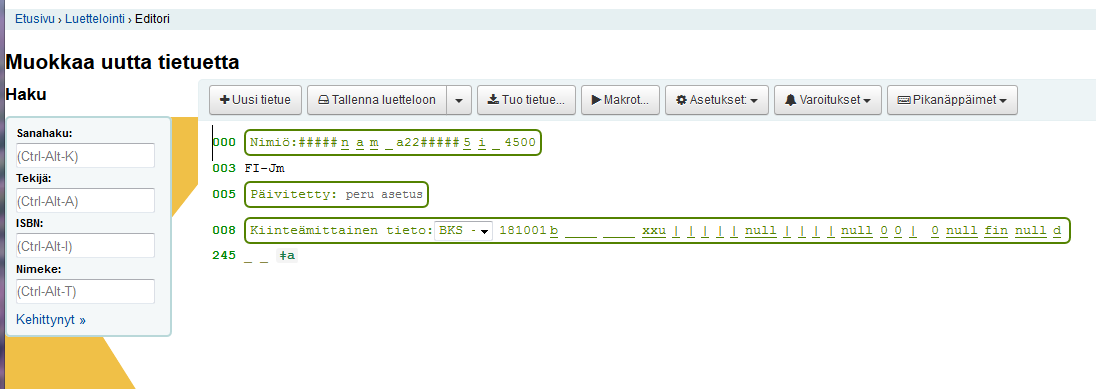 Etusivu › Luettelointi › Editori
Muokkaa uutta tietuetta
Haku
Sanahaku:
(Ctrl-Alt-K)
Tekijä:
(Ctrl-Alt-A)
ISBN:
(Ctrl-Alt-I)
Nimeke:
(Ctrl-Alt-T)
Kehittynyt »
Uusi tietue Tallenna luetteloon Tuo tietue... Makrot... Asetukset: Varoitukset Pikanäppäimet
000 Nimiö:##### n a m _ a22##### 5 i _ 4500
003 FI-Jm
005 Päivitetty: peru asetus
008 Kiinteämittainen tieto: BKS - 181001 b ____ ____ xxu | | | | | null | | | | null 0 0 | 0 null fin null d
245 _ _ ‡a